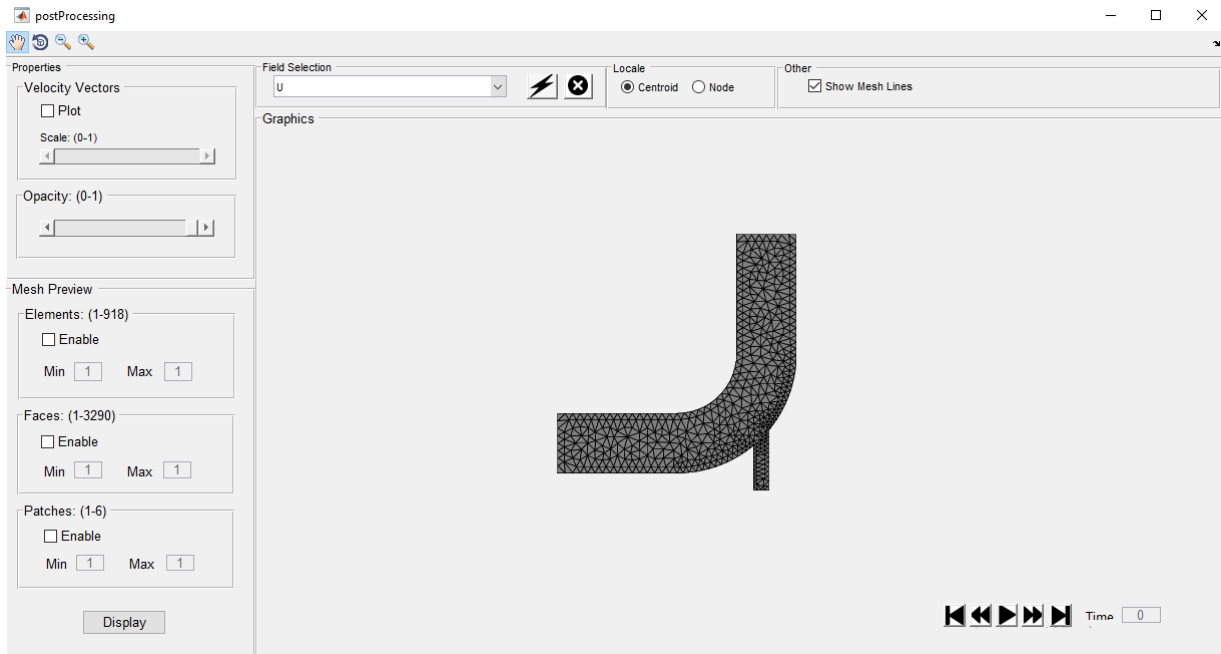 postProcessing
Properties
Velocity Vectors
Plot
Scale: (0-1)
Opacity: (0-1)
Mesh Preview
Elements: (1-918)
Enable
Min 1 Max 1
Faces: (1-3290)
Enable
Min 1 Max 1
Patches: (1-6)
Enable
Min 1 Max 1
Display
Field Selection
U
Locale
Centroid Node
Other
Show Mesh Lines
Graphics
Time 0